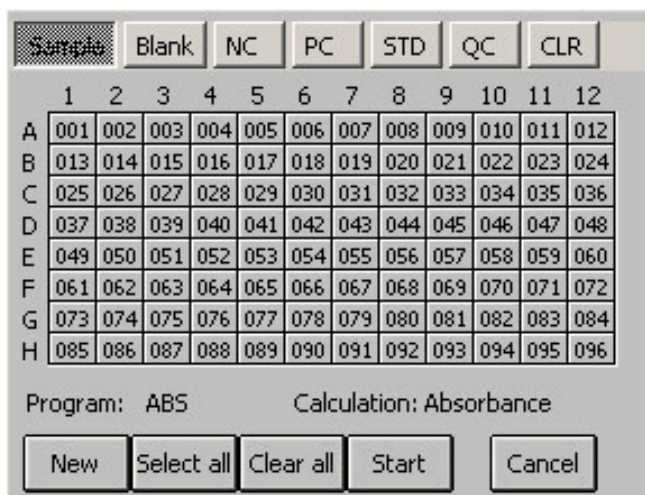 Sample Blank NC PC STD QC CLR
1 2 3 4 5 6 7 8 9 10 11 12
A 001 002 003 004 005 006 007 008 009 010 011 012
B 013 014 015 016 017 018 019 020 021 022 023 024
C 025 026 027 028 029 030 031 032 033 034 035 036
D 037 038 039 040 041 042 043 044 045 046 047 048
E 049 050 051 052 053 054 055 056 057 058 059 060
F 061 062 063 064 065 066 067 068 069 070 071 072
G 073 074 075 076 077 078 079 080 081 082 083 084
H 085 086 087 088 089 090 091 092 093 094 095 096
Program: ABS Calculation: Absorbance
New Select all Clear all Start Cancel